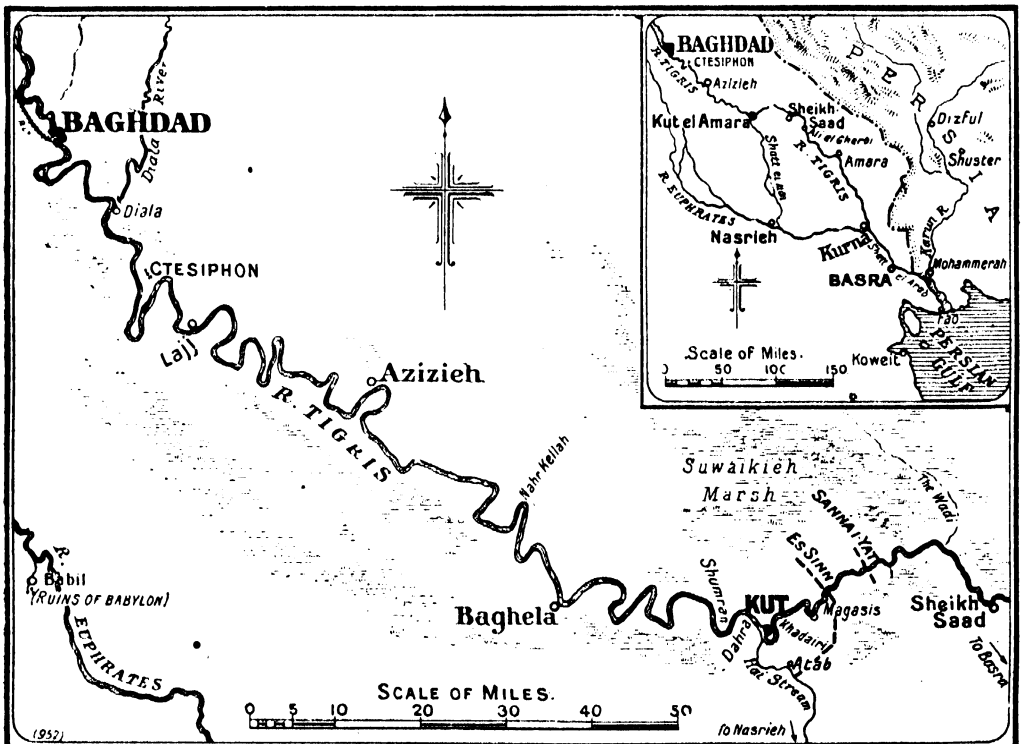 BAGHDAD
Diala River
Diala
CTESIPHON
Lajj
Azizieh
R. TIGRIS
Nahr Kellah
Baghela
Suwaikieh
Marsh
The Wadi
SANNAI-YAT
ES SINN
Shumran
KUT
Magasis
Khadairi
Dahra
Atab
Hai Stream
Sheikh
Saad
To Basra
To Nasrieh
R. EUPHRATES
Babil
(RUINS OF BABYLON)
SCALE OF MILES.
0 5 10 20 30 40 50
(952)
BAGHDAD
CTESIPHON
R. TIGRIS
Azizieh
Kut el Amara
Sheikh
Saad
Ali el Gharbi
Amara
R. TIGRIS
R. EUPHRATES
Nasrieh
Kurna
Shatt el Arab
BASRA
PERSIA
Dizful
Shuster
Karun R.
Mohammerah
Fao
Koweit
PERSIAN
GULF
Scale of Miles.
0 50 100 150